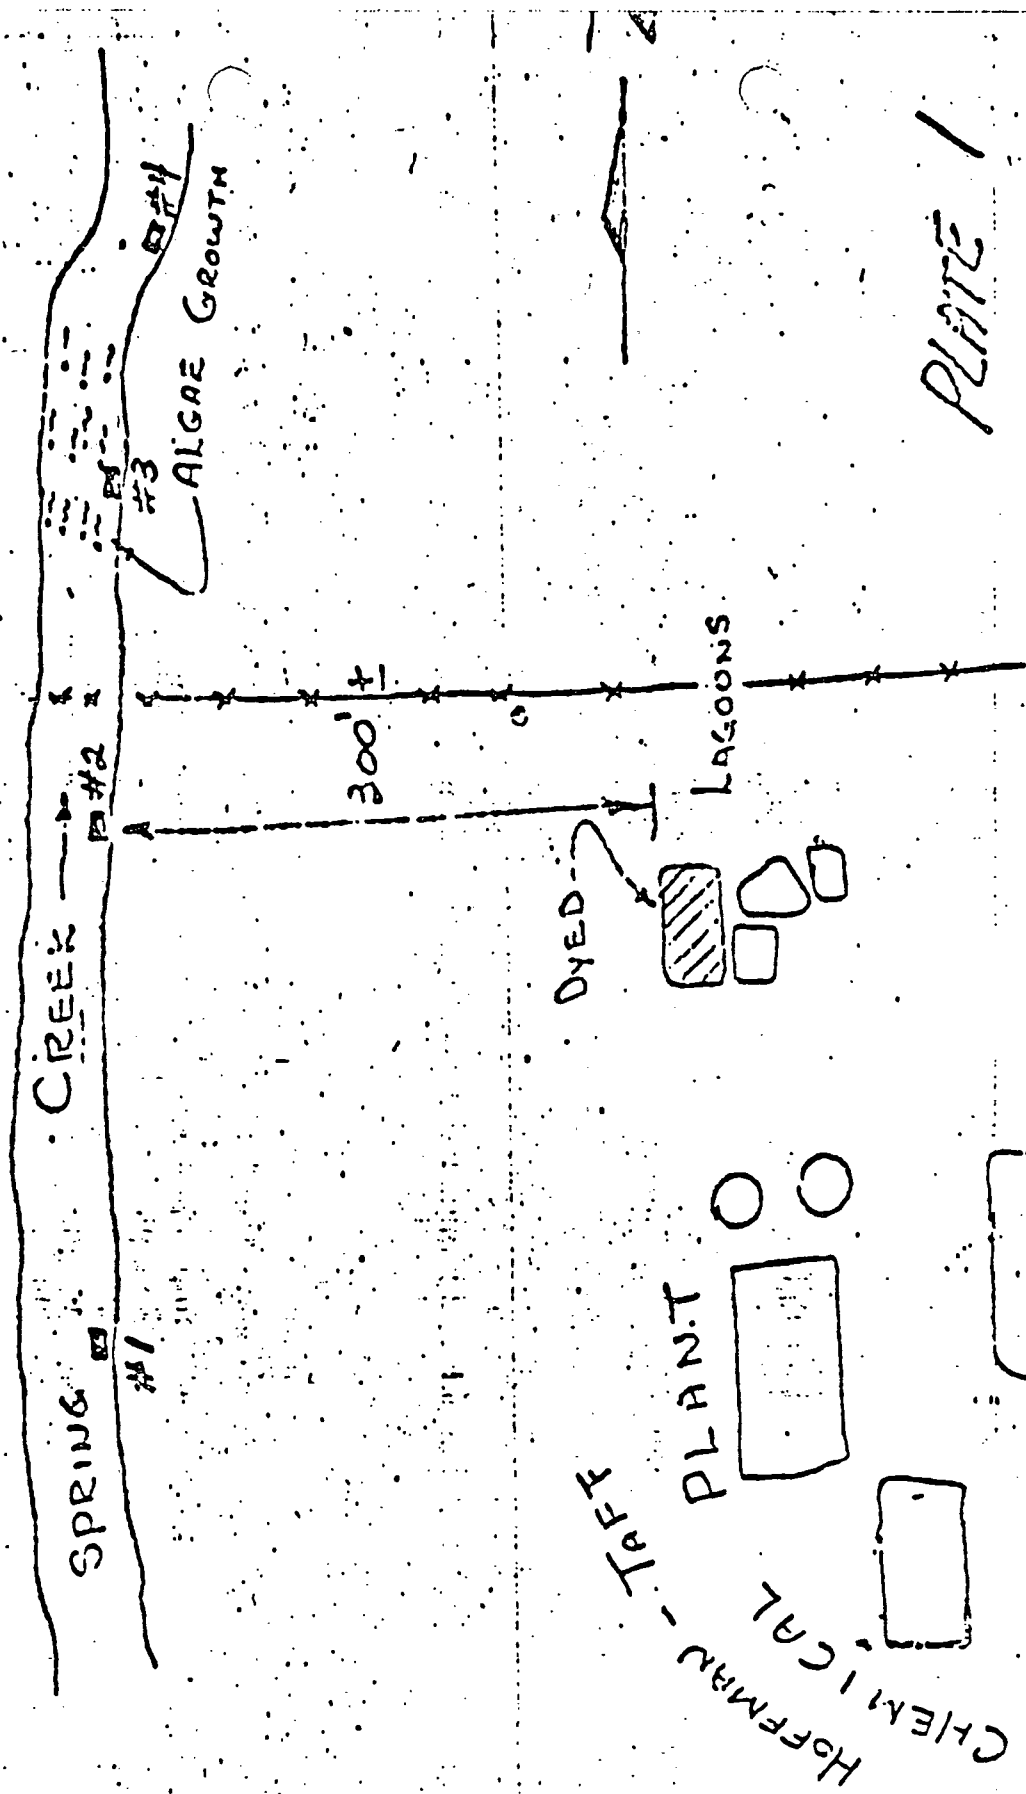 SPRING CREEK
#1
#2
#3
#4
ALGAE GROWTH
300' ±
DYED
LAGOONS
HOFFMAN - TAFT
CHEMICAL
PLANT
PLATE 1